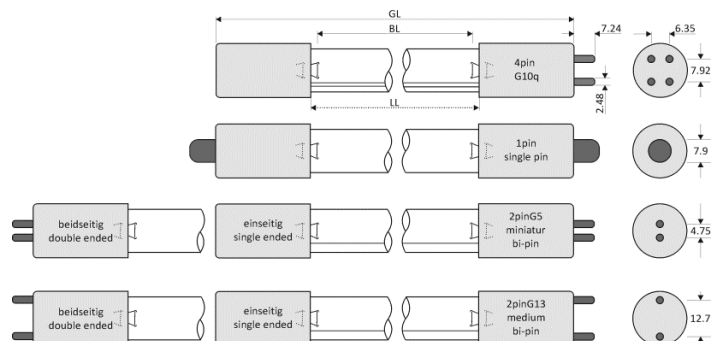 GL
BL
7.24
6.35
4pin
G10q
7.92
LL
2.48
1pin
single pin
7.9
beidseitig
double ended
einseitig
single ended
2pinG5
miniatur
bi-pin
4.75
beidseitig
double ended
einseitig
single ended
2pinG13
medium
bi-pin
12.7